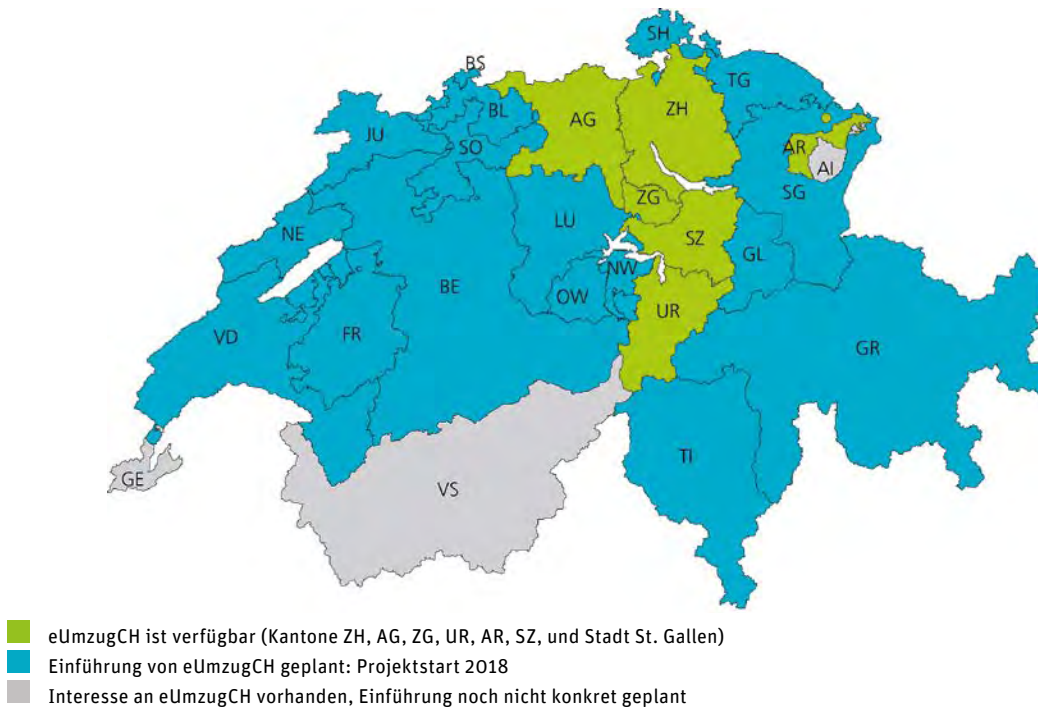 SH
BS
TG
BL
ZH
AG
JU
AR
SO
AI
SG
ZG
LU
NE
SZ
GL
NW
BE
OW
UR
VD
FR
GR
TI
GE
VS
eUmzugCH ist verfügbar (Kantone ZH, AG, ZG, UR, AR, SZ, und Stadt St. Gallen)
Einführung von eUmzugCH geplant: Projektstart 2018
Interesse an eUmzugCH vorhanden, Einführung noch nicht konkret geplant